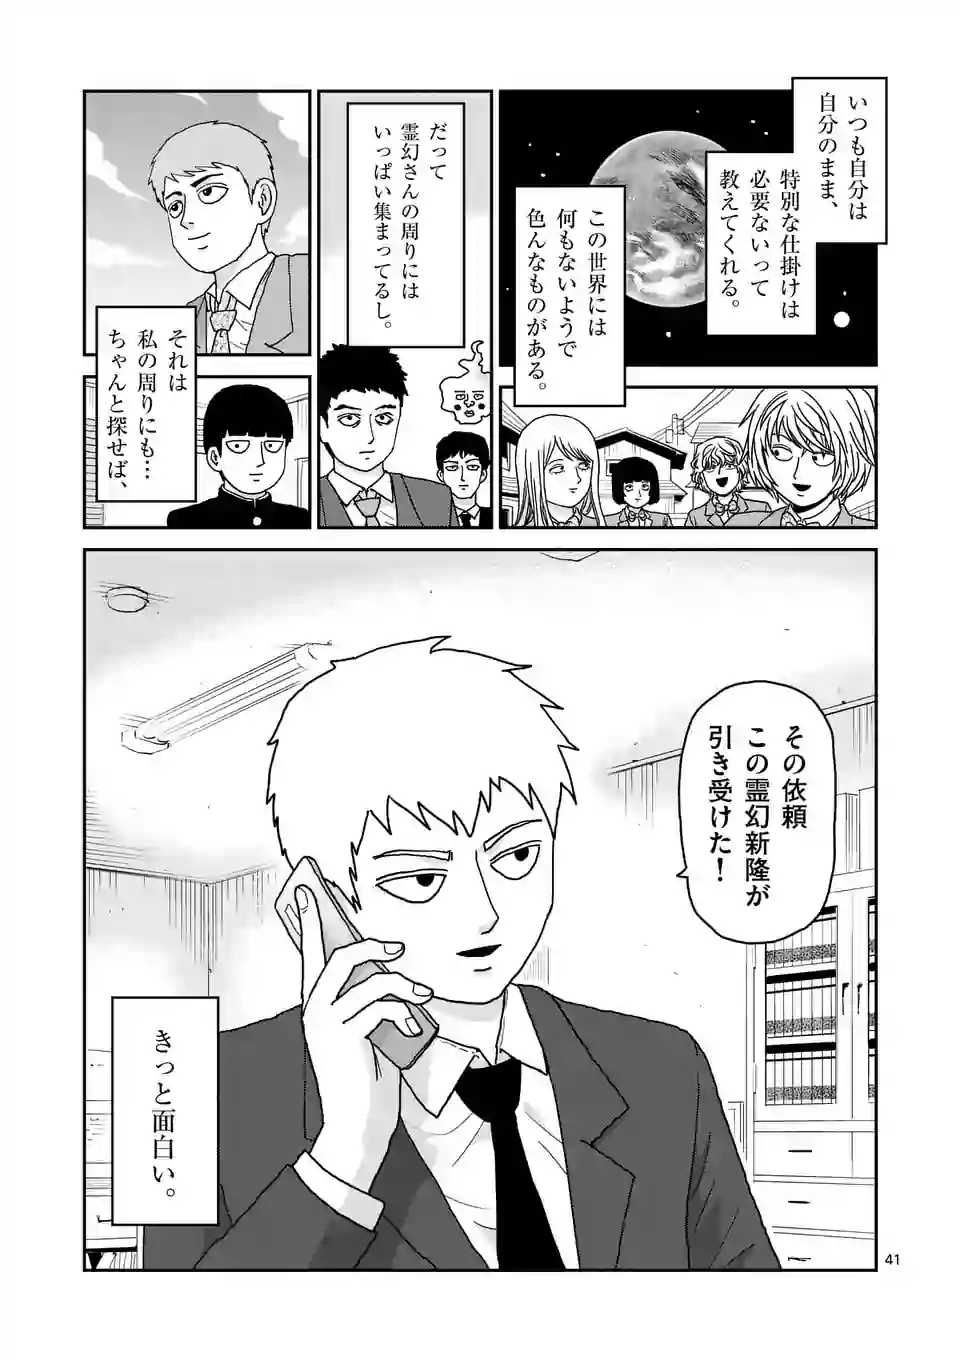 いつも自分は
自分のまま、
特別な仕掛けは
必要ないって
教えてくれる。
この世界には
何もないようで
色んなものがある。
だって
霊幻さんの周りには
いっぱい集まってるし。
それは
私の周りにも…
ちゃんと探せば、
その依頼
この霊幻新隆が
引き受けた！
きっと面白い。
41